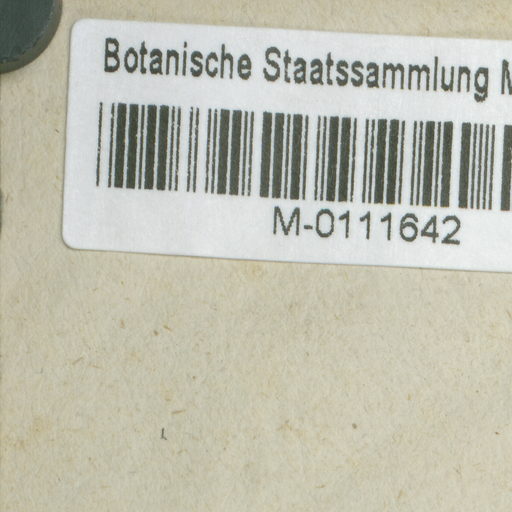 Botanische Staatssammlung M
M-0111642